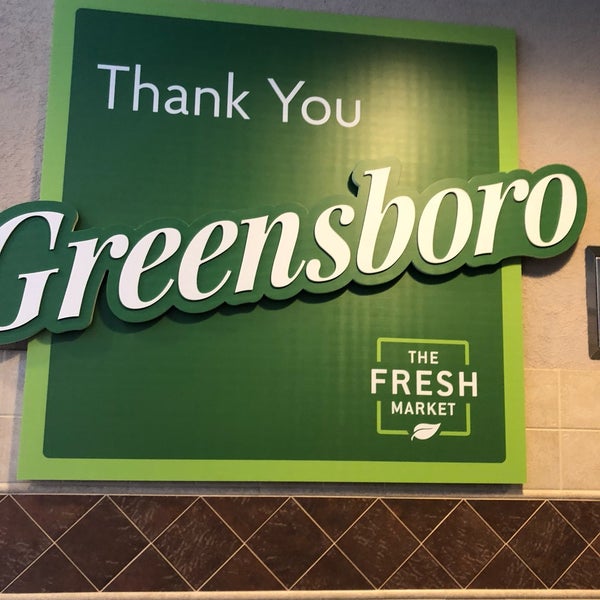 Thank You
Greensboro
THE
FRESH
MARKET